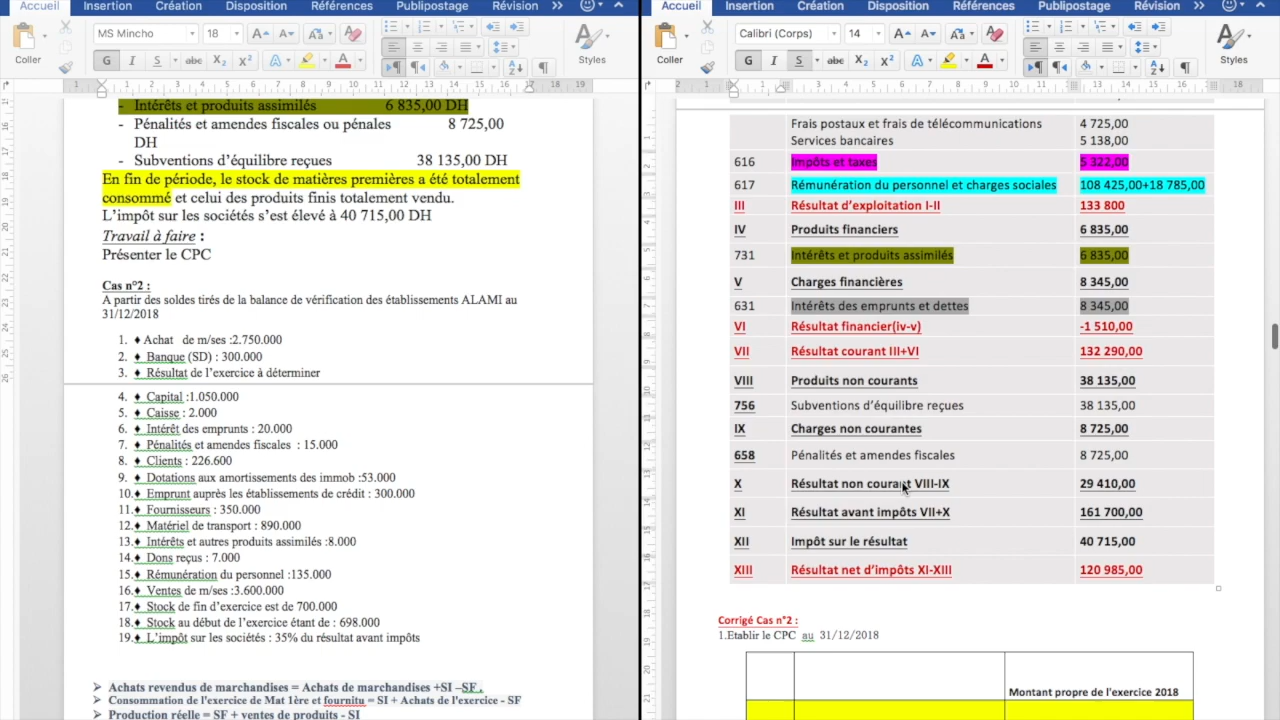 Accueil Insertion Création Disposition Références Publipostage Révision >>
MS Mincho 18
Coller
G I S abc X₂ X² A
Styles
- Intérêts et produits assimilés 6 835,00 DH
- Pénalités et amendes fiscales ou pénales 8 725,00
DH
- Subventions d’équilibre reçues 38 135,00 DH
En fin de période, le stock de matières premières a été totalement
consommé et celui des produits finis totalement vendu.
L’impôt sur les sociétés s’est élevé à 40 715,00 DH
Travail à faire :
Présenter le CPC
Cas n°2 :
A partir des soldes tirés de la balance de vérification des établissements ALAMI au
31/12/2018
1. ♦ Achat de m/ses :2.750.000
2. ♦ Banque (SD) : 300.000
3. ♦ Résultat de l’exercice à déterminer
4. ♦ Capital :1.050.000
5. ♦ Caisse : 2.000
6. ♦ Intérêt des emprunts : 20.000
7. ♦ Pénalités et amendes fiscales : 15.000
8. ♦ Clients : 226.600
9. ♦ Dotations aux amortissements des immob :53.000
10. ♦ Emprunt auprès les établissements de crédit : 300.000
11. ♦ Fournisseurs : 350.000
12. ♦ Matériel de transport : 890.000
13. ♦ Intérêts et autres produits assimilés :8.000
14. ♦ Dons reçus : 7.000
15. ♦ Rémunération du personnel :135.000
16. ♦ Ventes de m/ses :3.600.000
17. ♦ Stock de fin d’exercice est de 700.000
18. ♦ Stock au début de l’exercice étant de : 698.000
19. ♦ L’impôt sur les sociétés : 35% du résultat avant impôts
➢ Achats revendus de marchandises = Achats de marchandises +SI –SF .
➢ Consommation de l'exercice de Mat 1ère et fournitu = SI + Achats de l'exercice - SF
➢ Production réelle = SF + ventes de produits - SI
Accueil Insertion Création Disposition Références Publipostage Révision >>
Calibri (Corps) 14
Coller
G I S abc X₂ X² A
Styles
Frais postaux et frais de télécommunications 4 725,00
Services bancaires 5 138,00
616 Impôts et taxes 5 322,00
617 Rémunération du personnel et charges sociales 108 425,00+18 785,00
III Résultat d’exploitation I-II 133 800
IV Produits financiers 6 835,00
731 Intérêts et produits assimilés 6 835,00
V Charges financières 8 345,00
631 Intérêts des emprunts et dettes 8 345,00
VI Résultat financier(iv-v) -1 510,00
VII Résultat courant III+VI 132 290,00
VIII Produits non courants 38 135,00
756 Subventions d’équilibre reçues 38 135,00
IX Charges non courantes 8 725,00
658 Pénalités et amendes fiscales 8 725,00
X Résultat non courant VIII-IX 29 410,00
XI Résultat avant impôts VII+X 161 700,00
XII Impôt sur le résultat 40 715,00
XIII Résultat net d’impôts XI-XIII 120 985,00
Corrigé Cas n°2 :
1.Etablir le CPC au 31/12/2018
Montant propre de l'exercice 2018